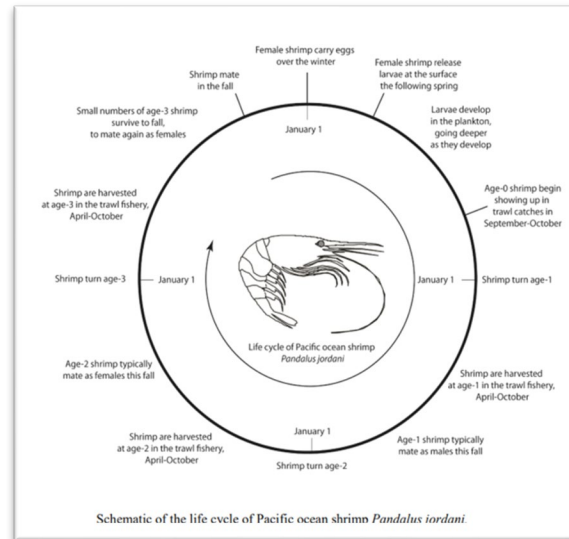 Female shrimp carry eggs
over the winter
Female shrimp release
larvae at the surface
the following spring
Shrimp mate
in the fall
Larvae develop
in the plankton,
going deeper
as they develop
Small numbers of age-3 shrimp
survive to fall,
to mate again as females
January 1
Age-0 shrimp begin
showing up in
trawl catches in
September-October
Shrimp are harvested
at age-3 in the trawl fishery,
April-October
Shrimp turn age-3
January 1
January 1
Shrimp turn age-1
Life cycle of Pacific ocean shrimp
Pandalus jordani
Age-2 shrimp typically
mate as females this fall
Shrimp are harvested
at age-1 in the trawl fishery,
April-October
Shrimp are harvested
at age-2 in the trawl fishery,
April-October
January 1
Age-1 shrimp typically
mate as males this fall
Shrimp turn age-2
Schematic of the life cycle of Pacific ocean shrimp Pandalus jordani.